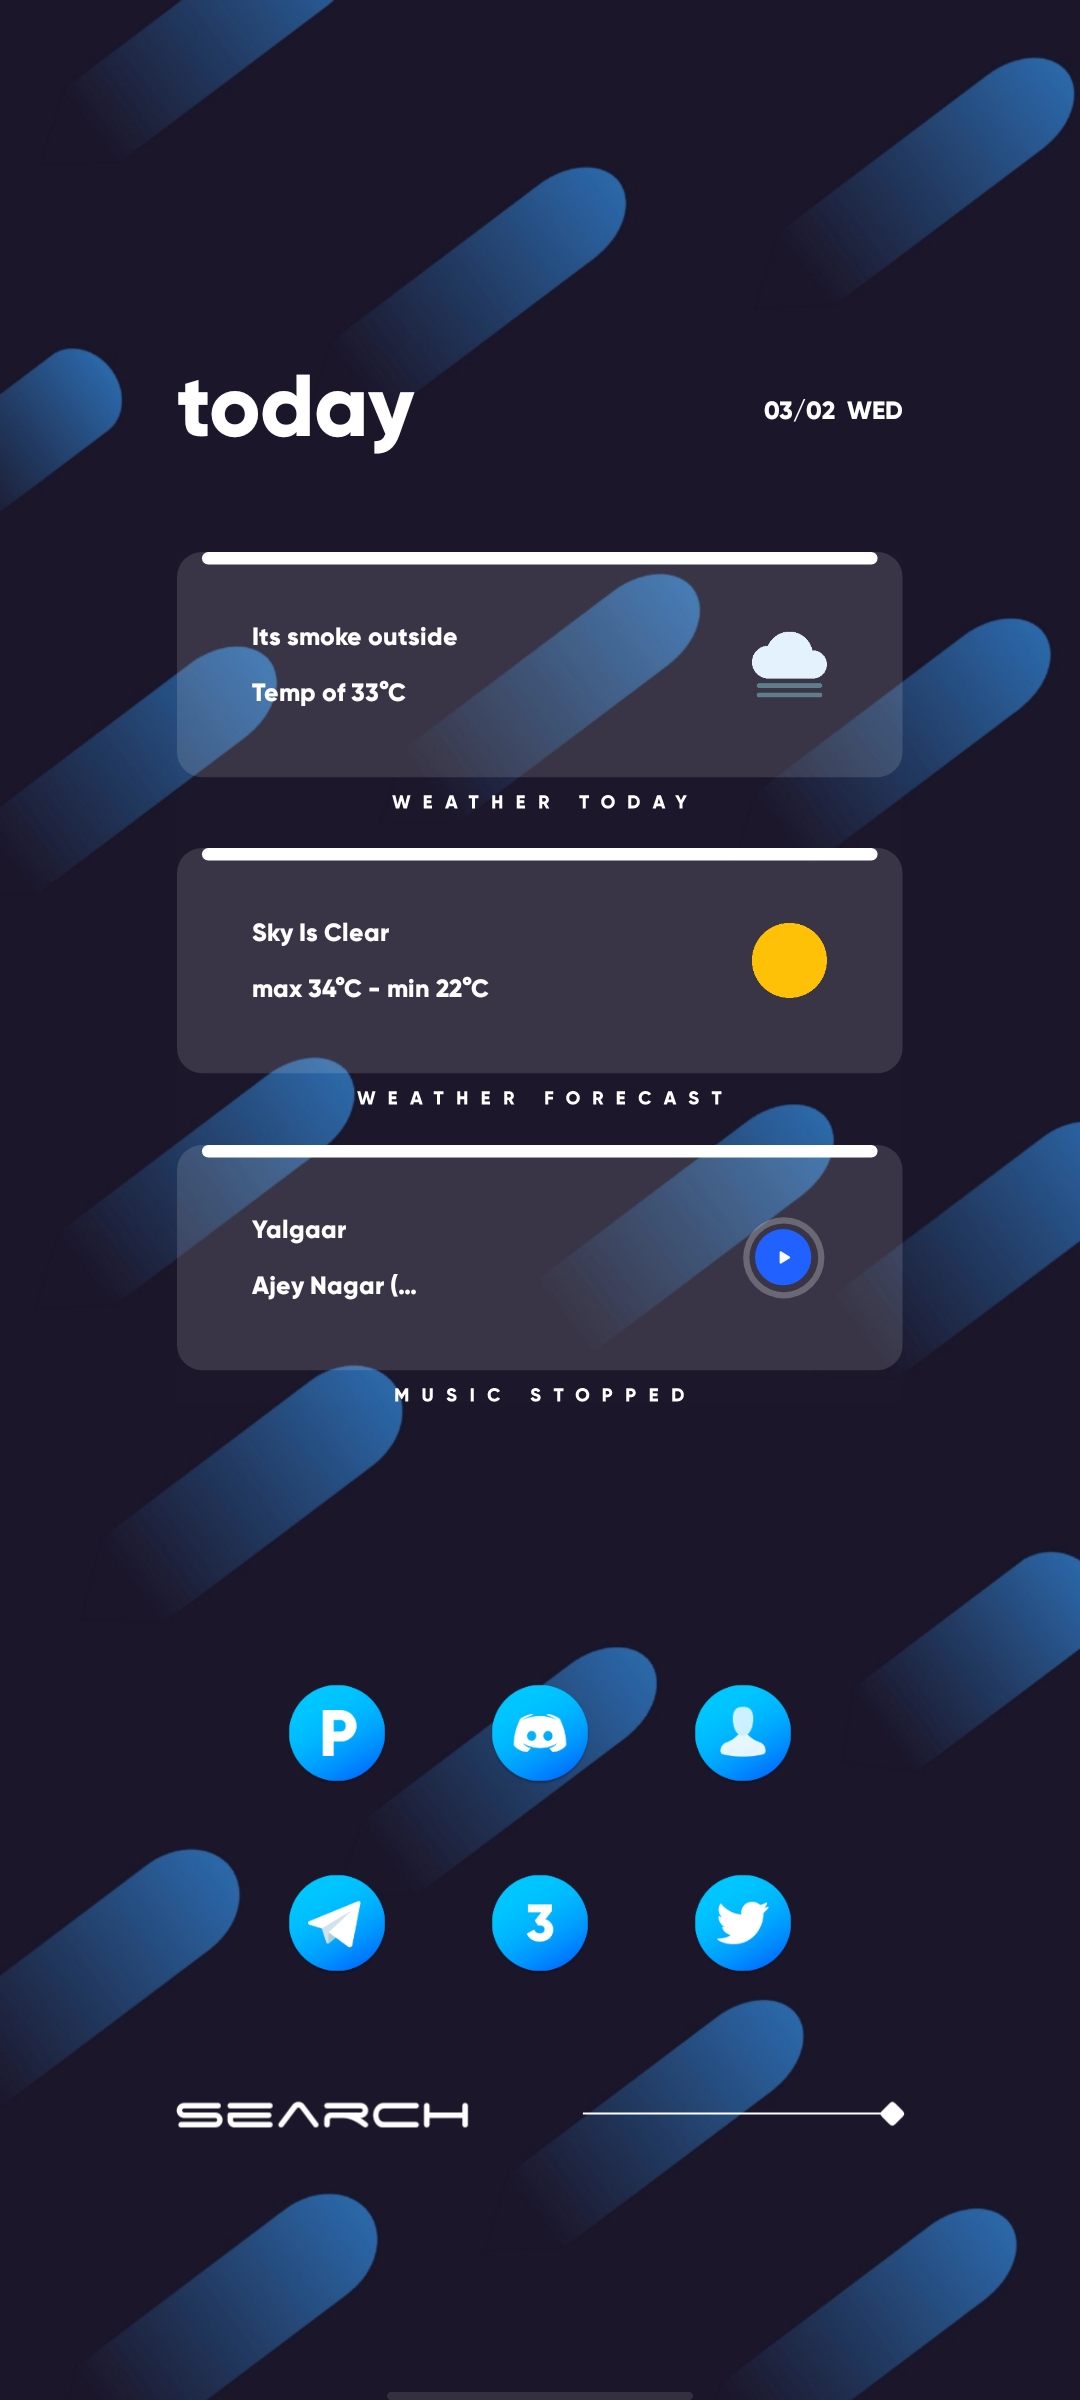 today
03/02 WED
Its smoke outside
Temp of 33°C
WEATHER TODAY
Sky Is Clear
max 34°C - min 22°C
WEATHER FORECAST
Yalgaar
Ajey Nagar (...
MUSIC STOPPED
P
3
SEARCH